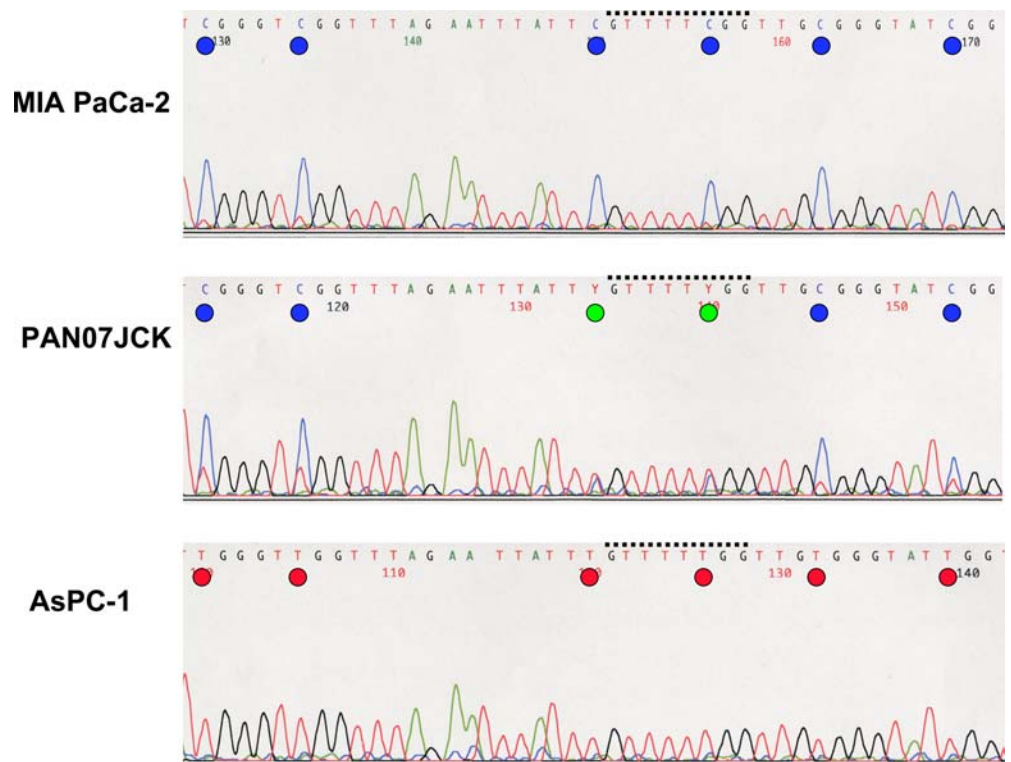 T C G G G T C G G T T T A G A A T T T A T T C G T T T T C G G T T G C G G G T A T C G G
130 140 160 170
MIA PaCa-2
C G G G T C G G T T T A G A A T T T A T T Y G T T T T Y G G T T G C G G G T A T C G G
120 130 150
PAN07JCK
T T G G G T T G G T T T A G A A T T A T T T G T T T T T G G T T G T G G G T A T T G G
110 130 140
AsPC-1